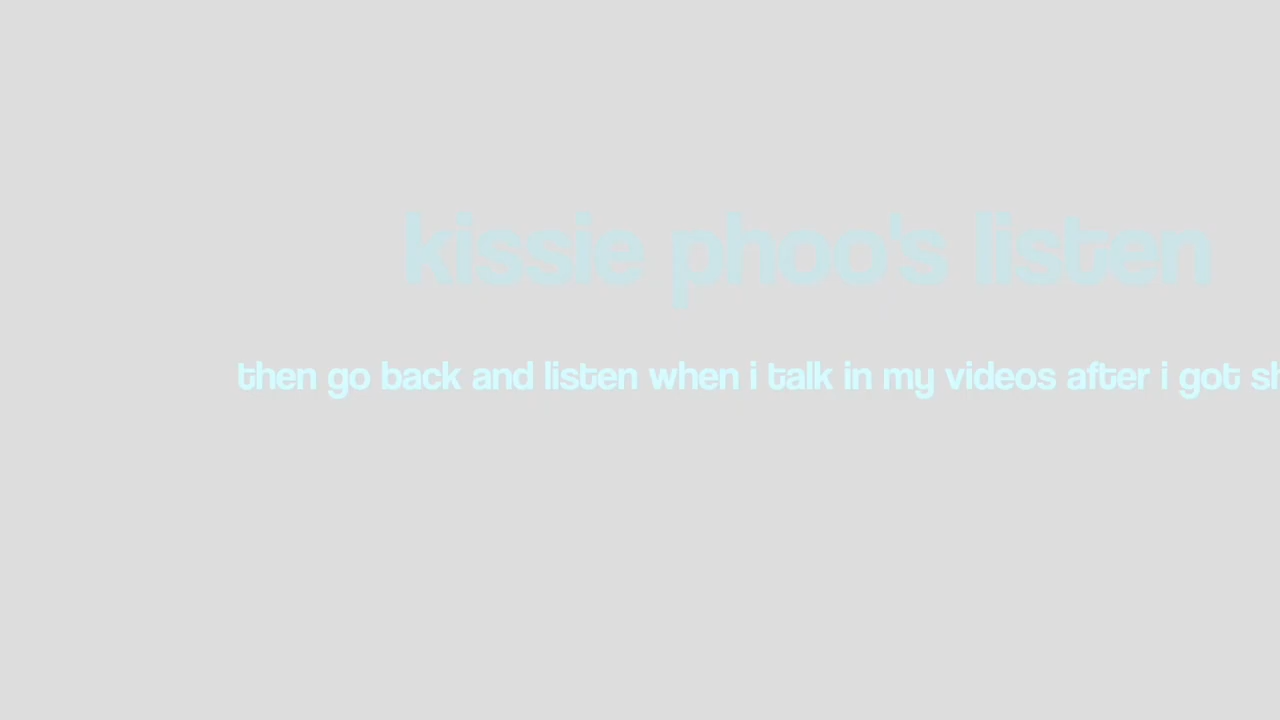 kissie phoo's listen
then go back and listen when i talk in my videos after i got